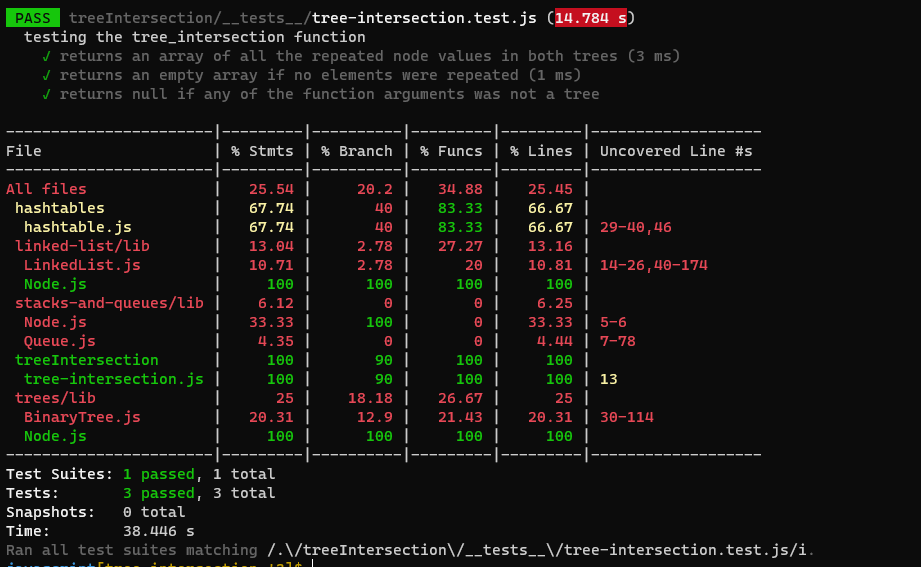 PASS treeIntersection/__tests__/tree-intersection.test.js (14.784 s)
  testing the tree_intersection function
    √ returns an array of all the repeated node values in both trees (3 ms)
    √ returns an empty array if no elements were repeated (1 ms)
    √ returns null if any of the function arguments was not a tree
-----------------------|---------|----------|---------|---------|-------------------
File                   | % Stmts | % Branch | % Funcs | % Lines | Uncovered Line #s
-----------------------|---------|----------|---------|---------|-------------------
All files              |   25.54 |     20.2 |   34.88 |   25.45 |
 hashtables            |   67.74 |       40 |   83.33 |   66.67 |
  hashtable.js         |   67.74 |       40 |   83.33 |   66.67 | 29-40,46
 linked-list/lib       |   13.04 |     2.78 |   27.27 |   13.16 |
  LinkedList.js        |   10.71 |     2.78 |      20 |   10.81 | 14-26,40-174
  Node.js              |     100 |      100 |     100 |     100 |
 stacks-and-queues/lib |    6.12 |        0 |       0 |    6.25 |
  Node.js              |   33.33 |      100 |       0 |   33.33 | 5-6
  Queue.js             |    4.35 |        0 |       0 |    4.44 | 7-78
 treeIntersection      |     100 |       90 |     100 |     100 |
  tree-intersection.js |     100 |       90 |     100 |     100 | 13
 trees/lib             |      25 |    18.18 |   26.67 |      25 |
  BinaryTree.js        |   20.31 |     12.9 |   21.43 |   20.31 | 30-114
  Node.js              |     100 |      100 |     100 |     100 |
-----------------------|---------|----------|---------|---------|-------------------
Test Suites: 1 passed, 1 total
Tests:       3 passed, 3 total
Snapshots:   0 total
Time:        38.446 s
Ran all test suites matching /.\/treeIntersection\/__tests__\/tree-intersection.test.js/i.